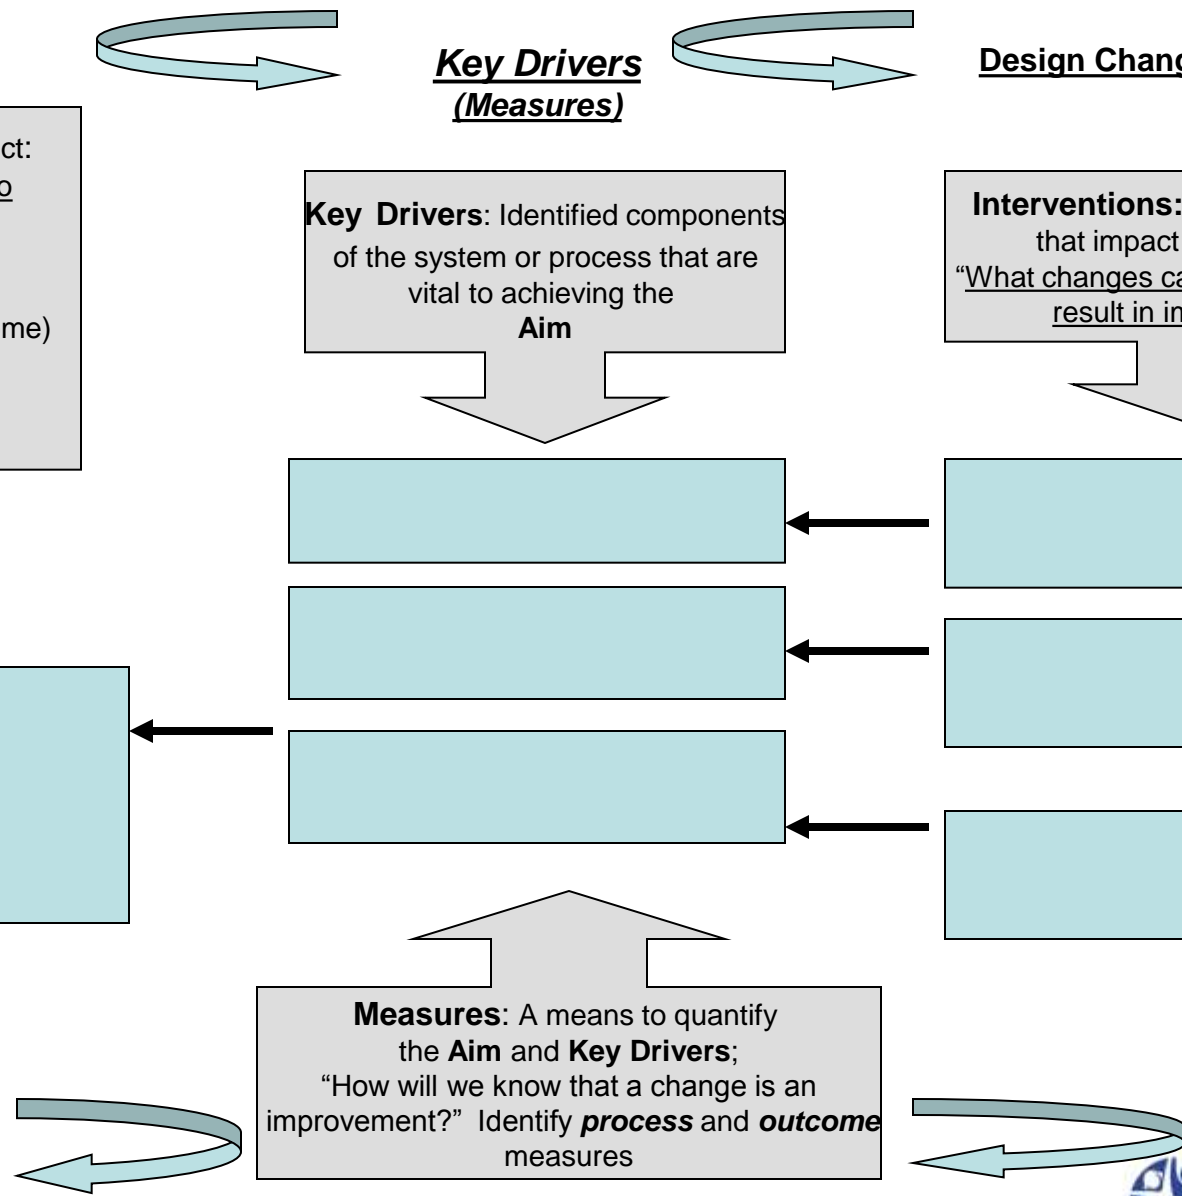 Key Drivers
(Measures)
Design Chang
ct:
o
me)
Key Drivers: Identified components
of the system or process that are
vital to achieving the
Aim
Interventions:
that impact
“What changes ca
result in in
Measures: A means to quantify
the Aim and Key Drivers;
“How will we know that a change is an
improvement?” Identify process and outcome
measures